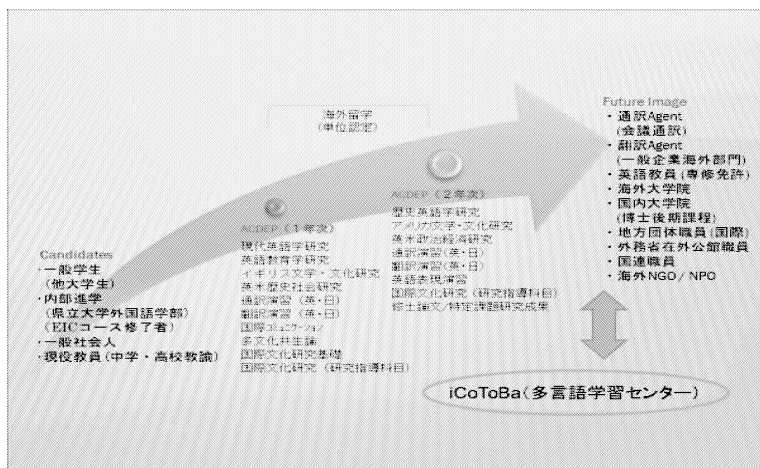 海外留学
(単位認定)
Candidates
・一般学生
(他大学生)
・内部進学
(県立大学外国語学部)
(EICコース修了者)
・一般社会人
・現役教員(中学・高校教諭)
ACDEP(1年次)
現代英語学研究
英語教育学研究
イギリス文学・文化研究
英米歴史社会研究
通訳演習(英・日)
翻訳演習(英・日)
国際コミュニケーション
多文化共生論
国際文化研究基礎
国際文化研究(研究指導科目)
ACDEP(2年次)
歴史英語学研究
アメリカ文学・文化研究
英米政治経済研究
通訳演習(英・日)
翻訳演習(英・日)
英語表現演習
国際文化研究(研究指導科目)
修士論文/特定課題研究成果
Future Image
・通訳Agent
(会議通訳)
・翻訳Agent
(一般企業海外部門)
・英語教員(専修免許)
・海外大学院
・国内大学院
(博士後期課程)
・地方団体職員(国際)
・外務省在外公館職員
・国連職員
・海外NGO/NPO
iCoToBa(多言語学習センター)